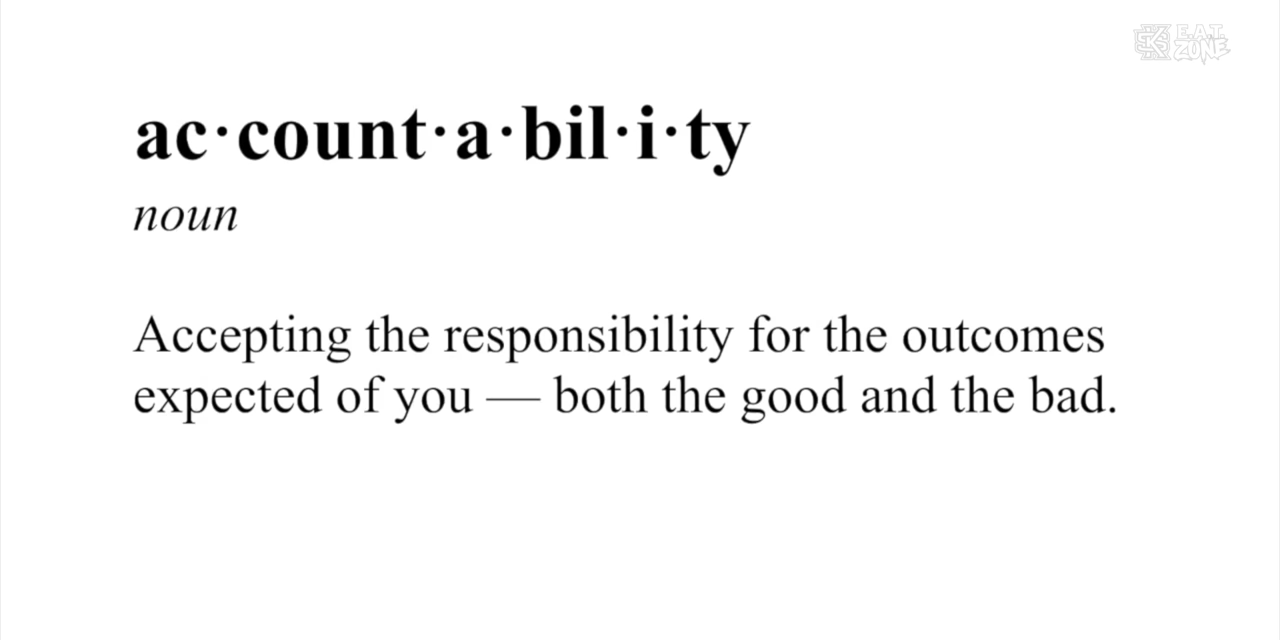 E.A.T.
ZONE
ac·count·a·bil·i·ty
noun
Accepting the responsibility for the outcomes
expected of you — both the good and the bad.